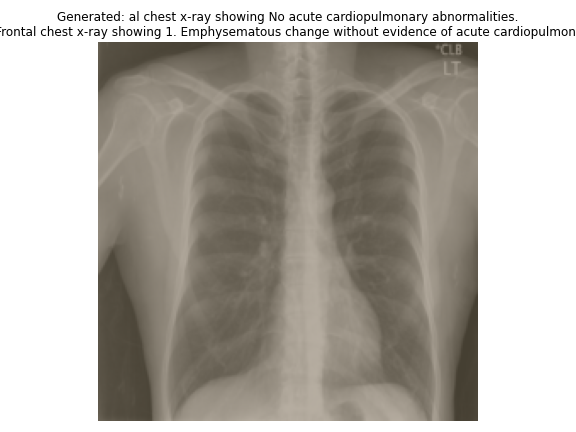 Generated: al chest x-ray showing No acute cardiopulmonary abnormalities.
Frontal chest x-ray showing 1. Emphysematous change without evidence of acute cardiopulmon
*CLB
LT